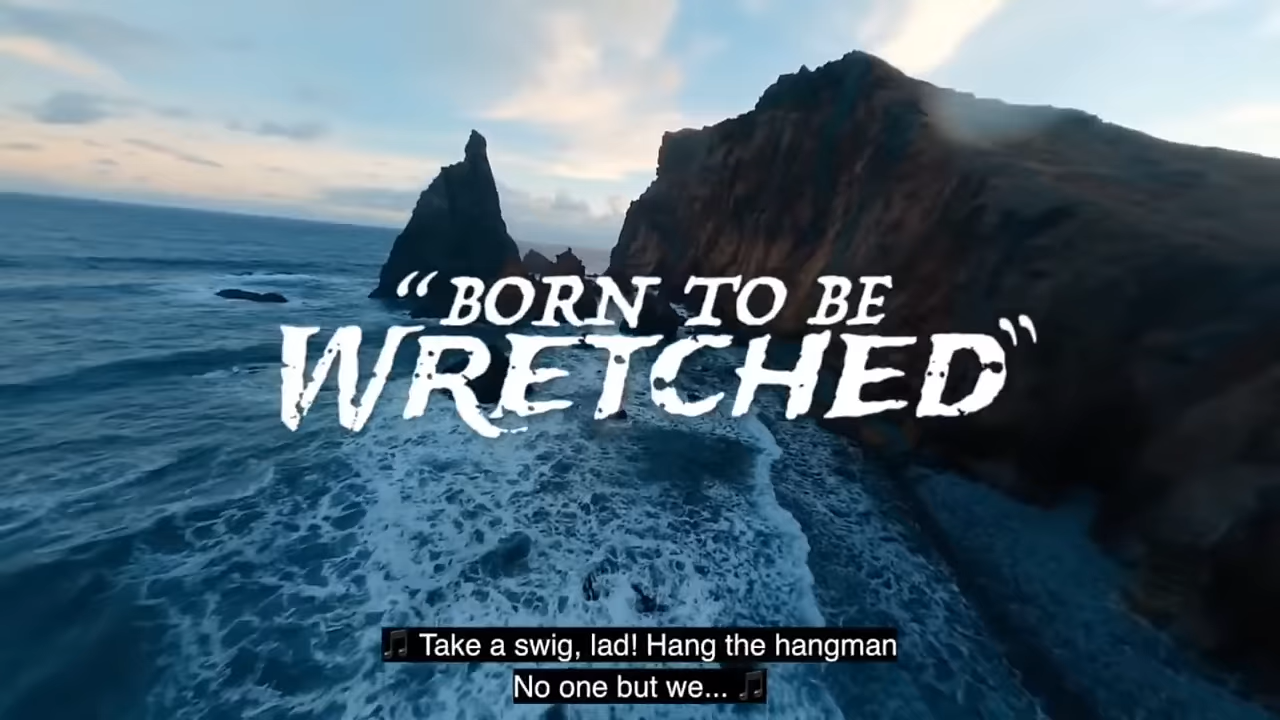 “BORN TO BE
WRETCHED”
🎵 Take a swig, lad! Hang the hangman
No one but we... 🎵